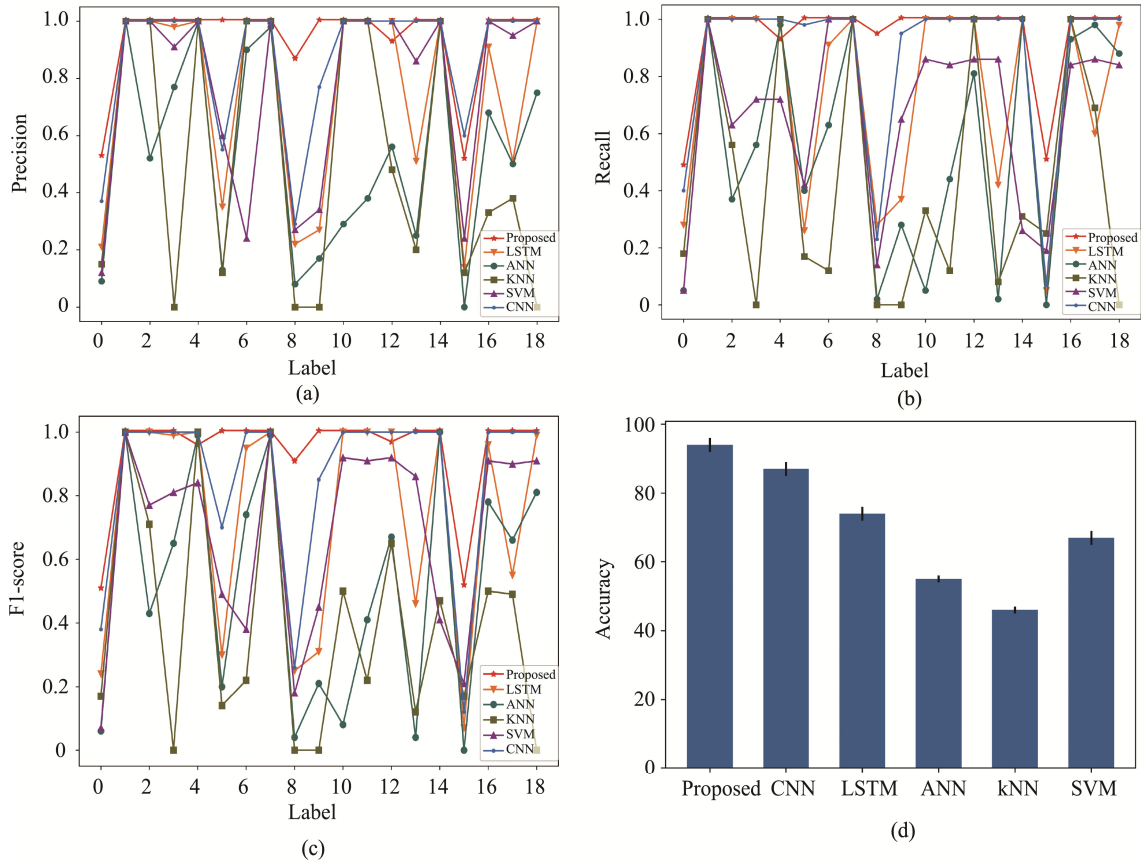 Precision
1.0
0.8
0.6
0.4
0.2
0
0 2 4 6 8 10 12 14 16 18
Label
Proposed
LSTM
ANN
KNN
SVM
CNN
(a)
Recall
1.0
0.8
0.6
0.4
0.2
0
0 2 4 6 8 10 12 14 16 18
Label
Proposed
LSTM
ANN
KNN
SVM
CNN
(b)
F1-score
1.0
0.8
0.6
0.4
0.2
0
0 2 4 6 8 10 12 14 16 18
Label
Proposed
LSTM
ANN
KNN
SVM
CNN
(c)
Accuracy
100
80
60
40
20
0
Proposed CNN LSTM ANN kNN SVM
(d)